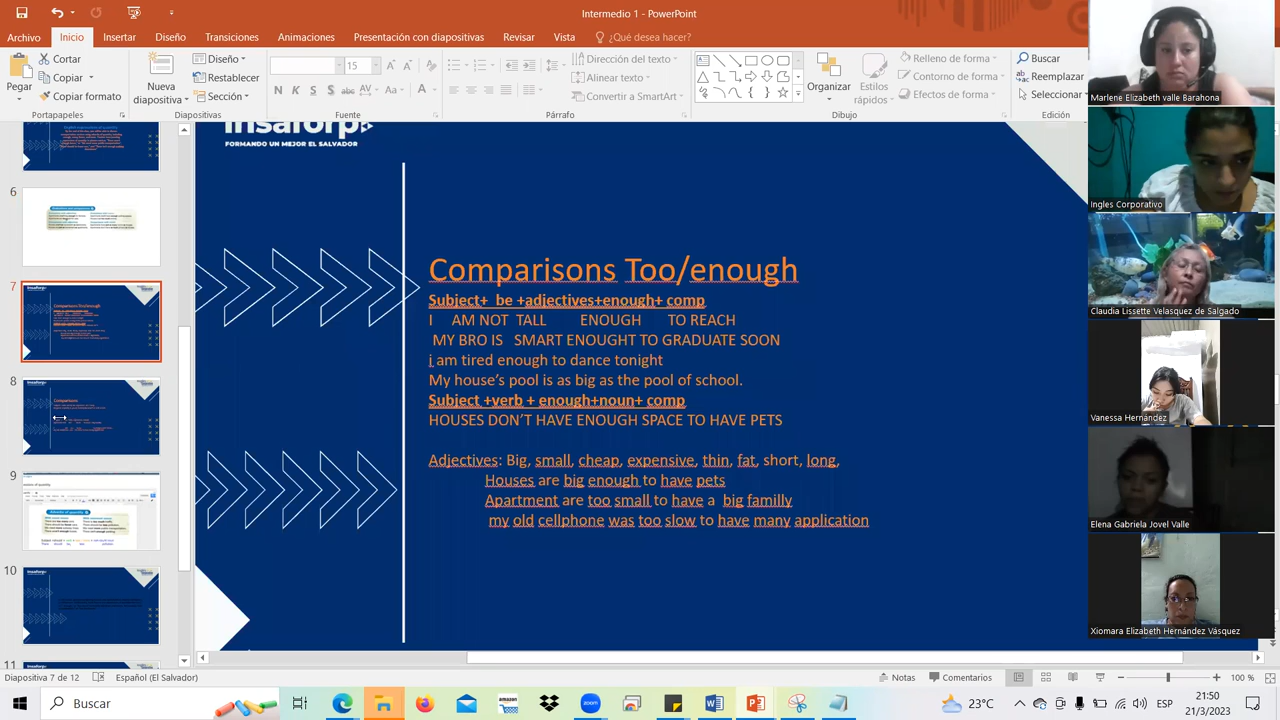 Intermedio 1 - PowerPoint
Archivo Inicio Insertar Diseño Transiciones Animaciones Presentación con diapositivas Revisar Vista ¿Qué desea hacer?
Pegar
Cortar
Copiar
Copiar formato
Portapapeles
Nueva diapositiva
Diseño
Restablecer
Sección
Diapositivas
15
N K S S abc AV Aa A
Fuente
Dirección del texto
Alinear texto
Convertir a SmartArt
Párrafo
Organizar
Estilos rápidos
Relleno de forma
Contorno de forma
Efectos de forma
Dibujo
Buscar
Reemplazar
Seleccionar
Edición
6
7
8
9
10
11
Insaforp
FORMANDO UN MEJOR EL SALVADOR
Comparisons Too/enough
Subject+ be +adjectives+enough+ comp
I AM NOT TALL ENOUGH TO REACH
MY BRO IS SMART ENOUGHT TO GRADUATE SOON
i am tired enough to dance tonight
My house's pool is as big as the pool of school.
Subject +verb + enough+noun+ comp
HOUSES DON'T HAVE ENOUGH SPACE TO HAVE PETS
Adjectives: Big, small, cheap, expensive, thin, fat, short, long,
Houses are big enough to have pets
Apartment are too small to have a big family
my old cellphone was too slow to have many application
Marlene Elizabeth valle Barahona
Ingles Corporativo
Claudia Lissette Velasquez de Salgado
Vanessa Hernández
Elena Gabriela Jovel Valle
Xiomara Elizabeth Hernández Vásquez
Diapositiva 7 de 12 Español (El Salvador) Notas Comentarios 100 %
Buscar
amazon
zoom
23°C ESP
21:50
21/3/2023